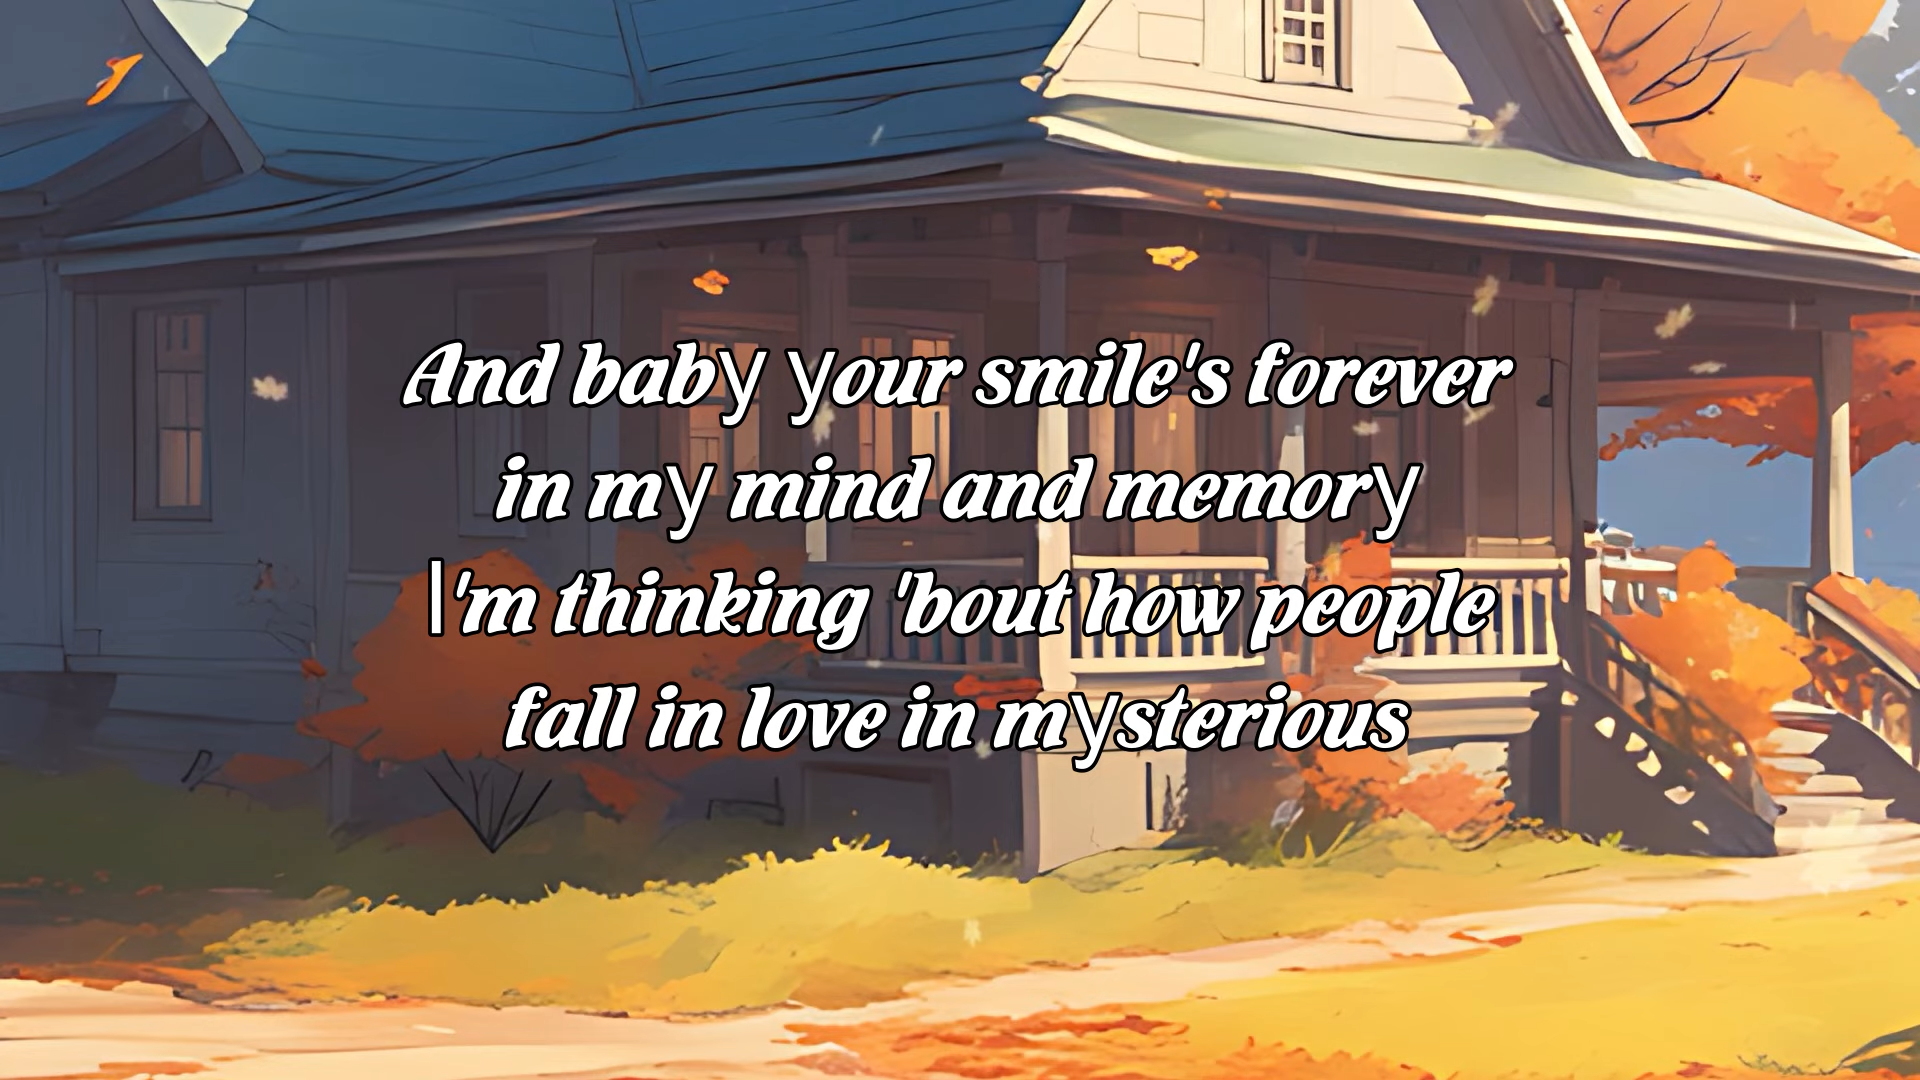 And baby your smile's forever
in my mind and memory
I'm thinking 'bout how people
fall in love in mysterious